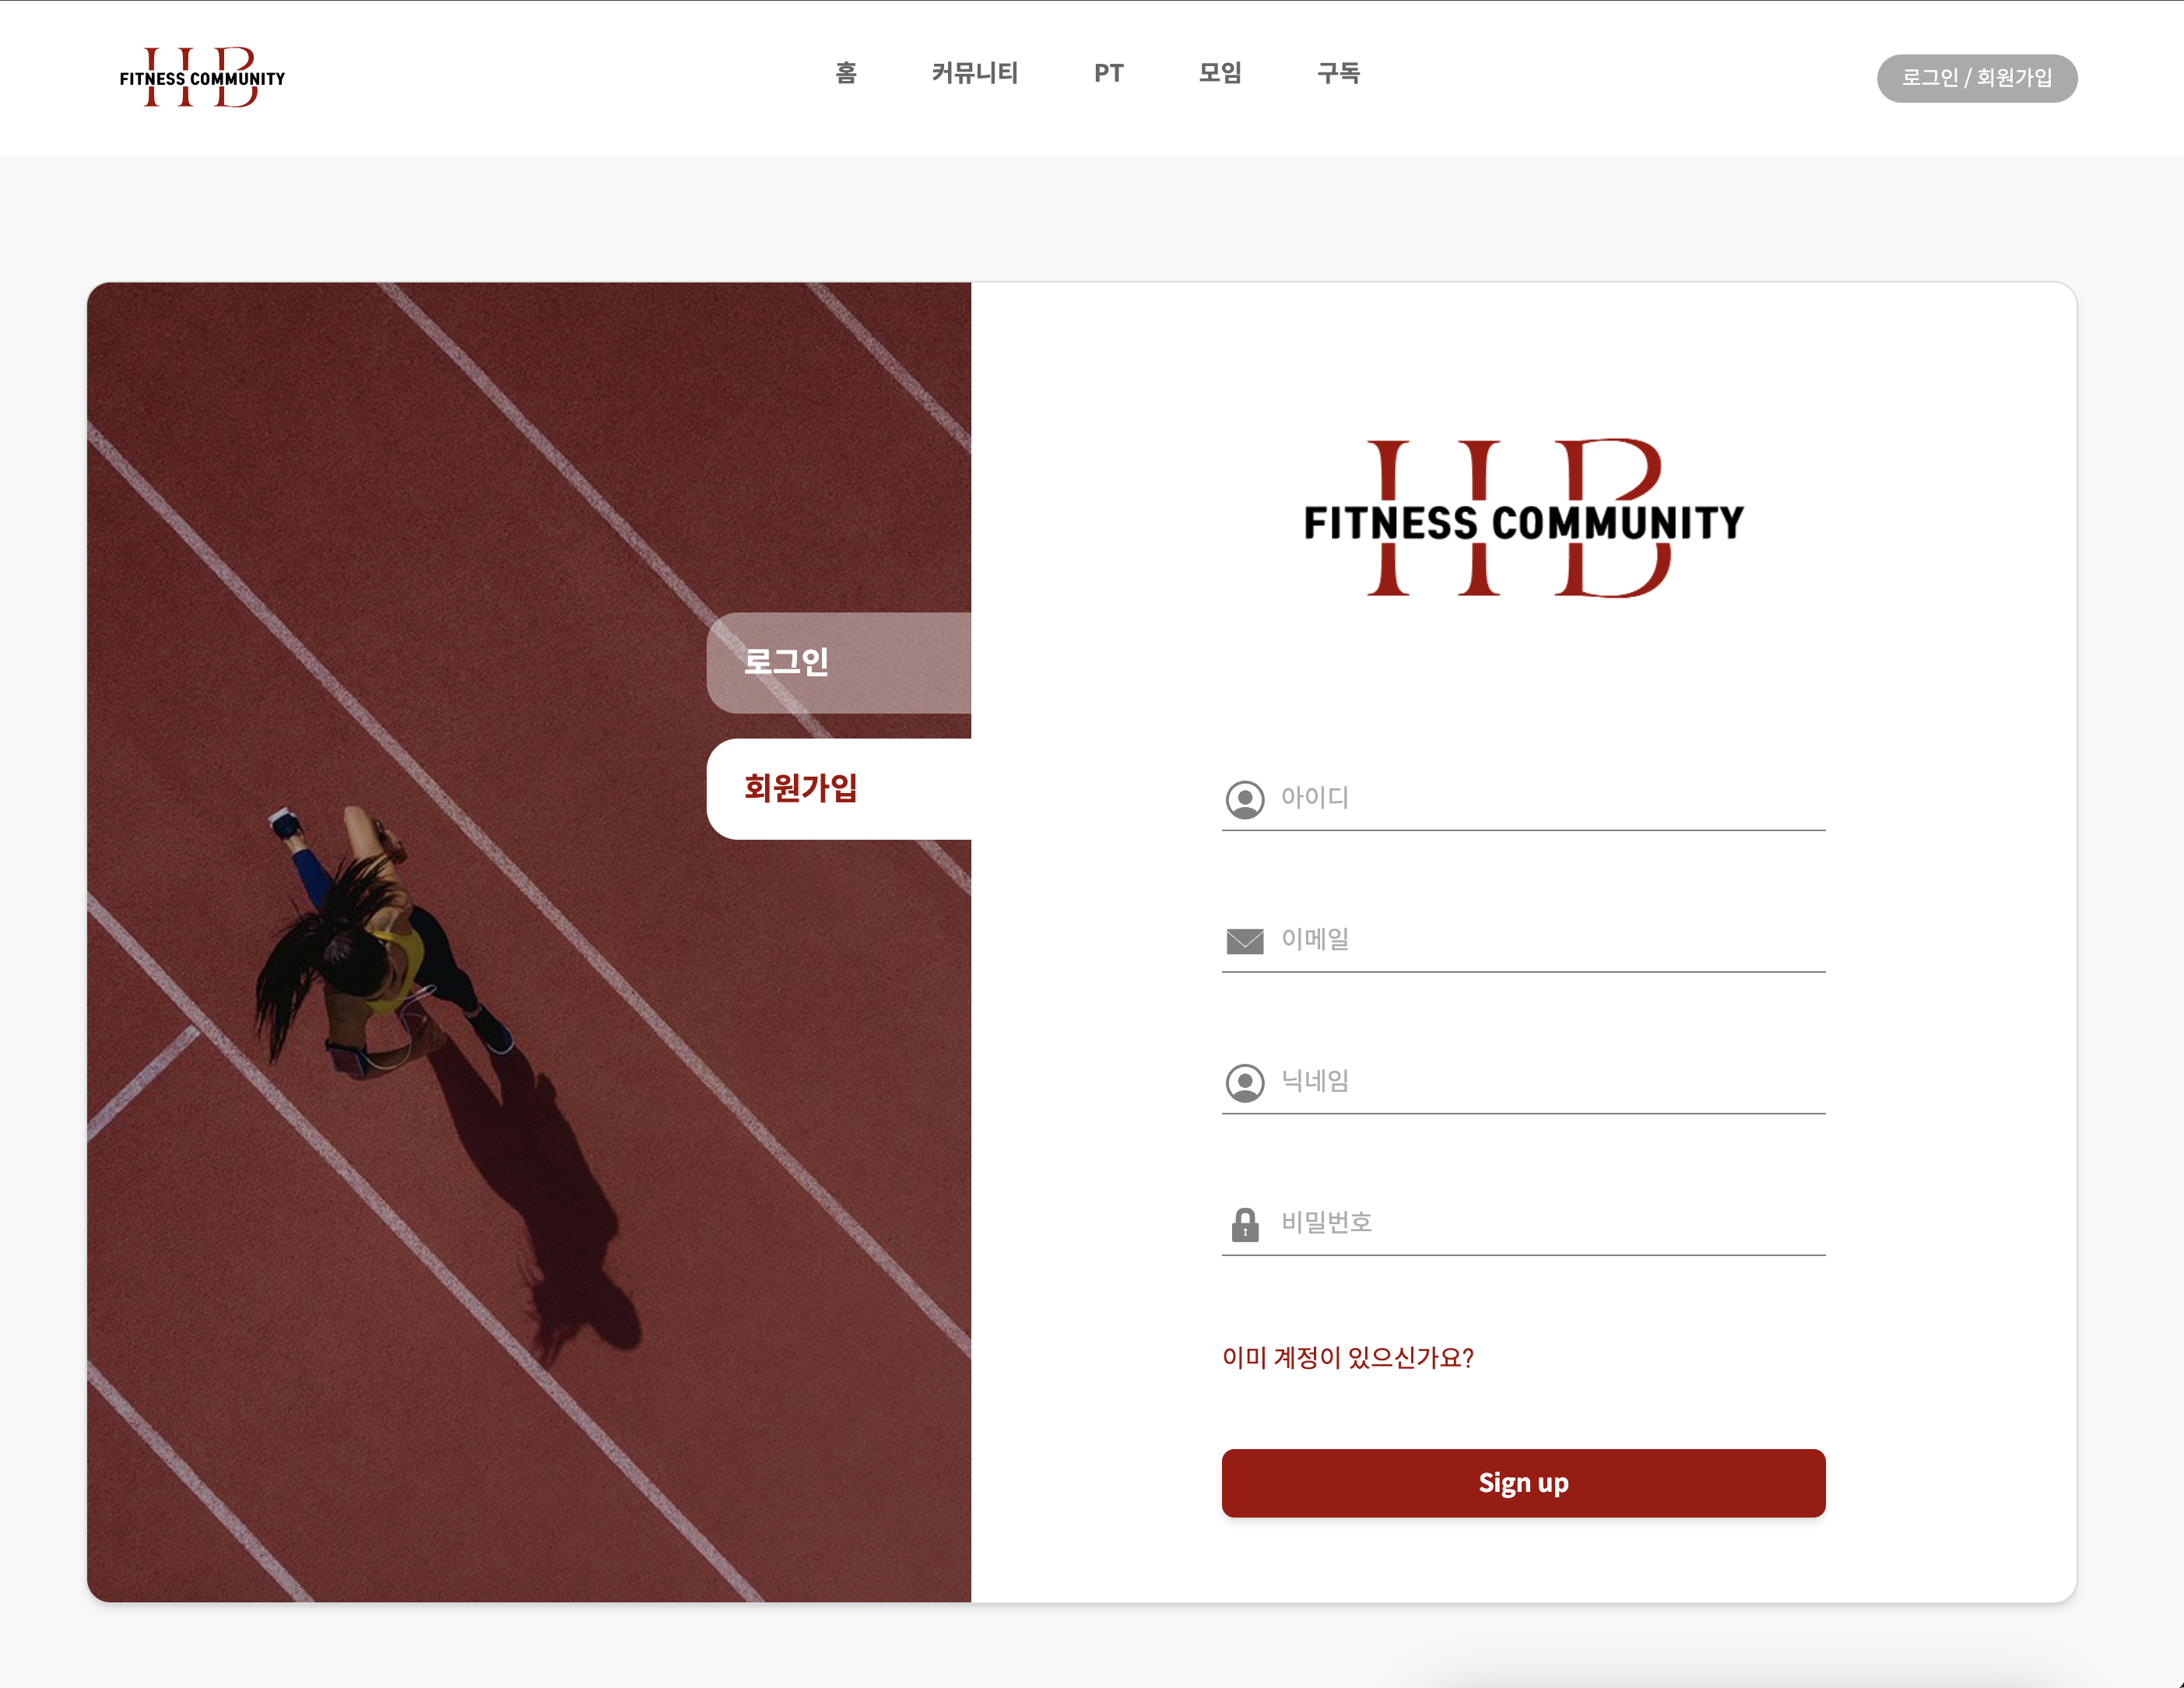 HB
FITNESS COMMUNITY
홈 커뮤니티 PT 모임 구독
로그인 / 회원가입
HB
FITNESS COMMUNITY
로그인
회원가입
아이디
이메일
닉네임
비밀번호
이미 계정이 있으신가요?
Sign up